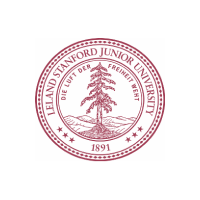 LELAND STANFORD JUNIOR UNIVERSITY
DIE LUFT DER FREIHEIT WEHT
1891